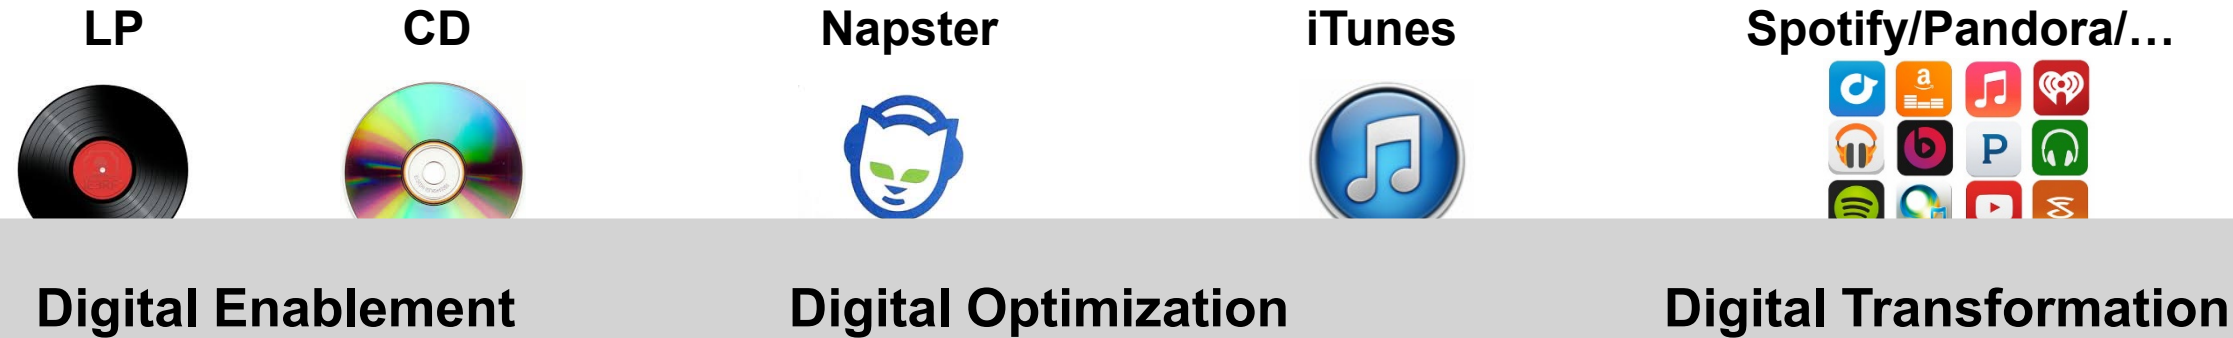 LP CD Napster iTunes Spotify/Pandora/…
a
P
Digital Enablement Digital Optimization Digital Transformation